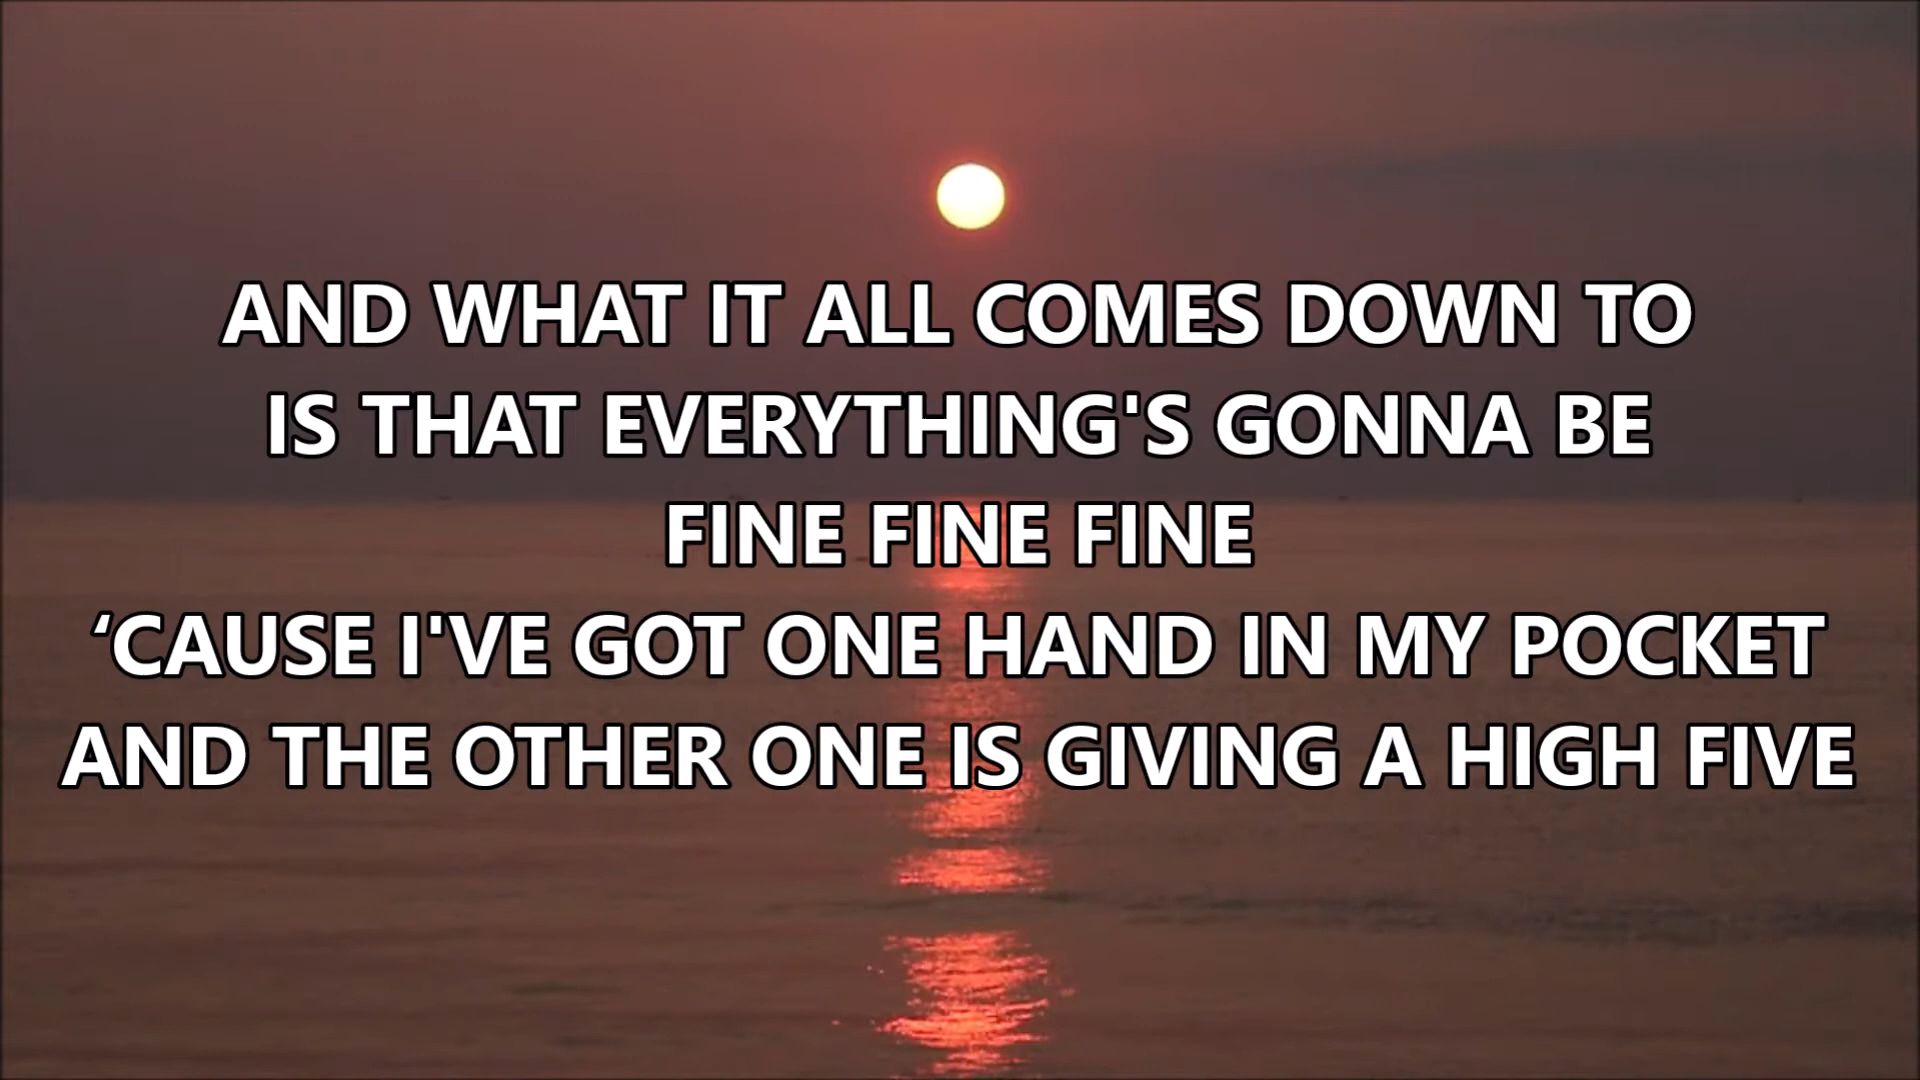 AND WHAT IT ALL COMES DOWN TO
IS THAT EVERYTHING'S GONNA BE
FINE FINE FINE
‘CAUSE I'VE GOT ONE HAND IN MY POCKET
AND THE OTHER ONE IS GIVING A HIGH FIVE